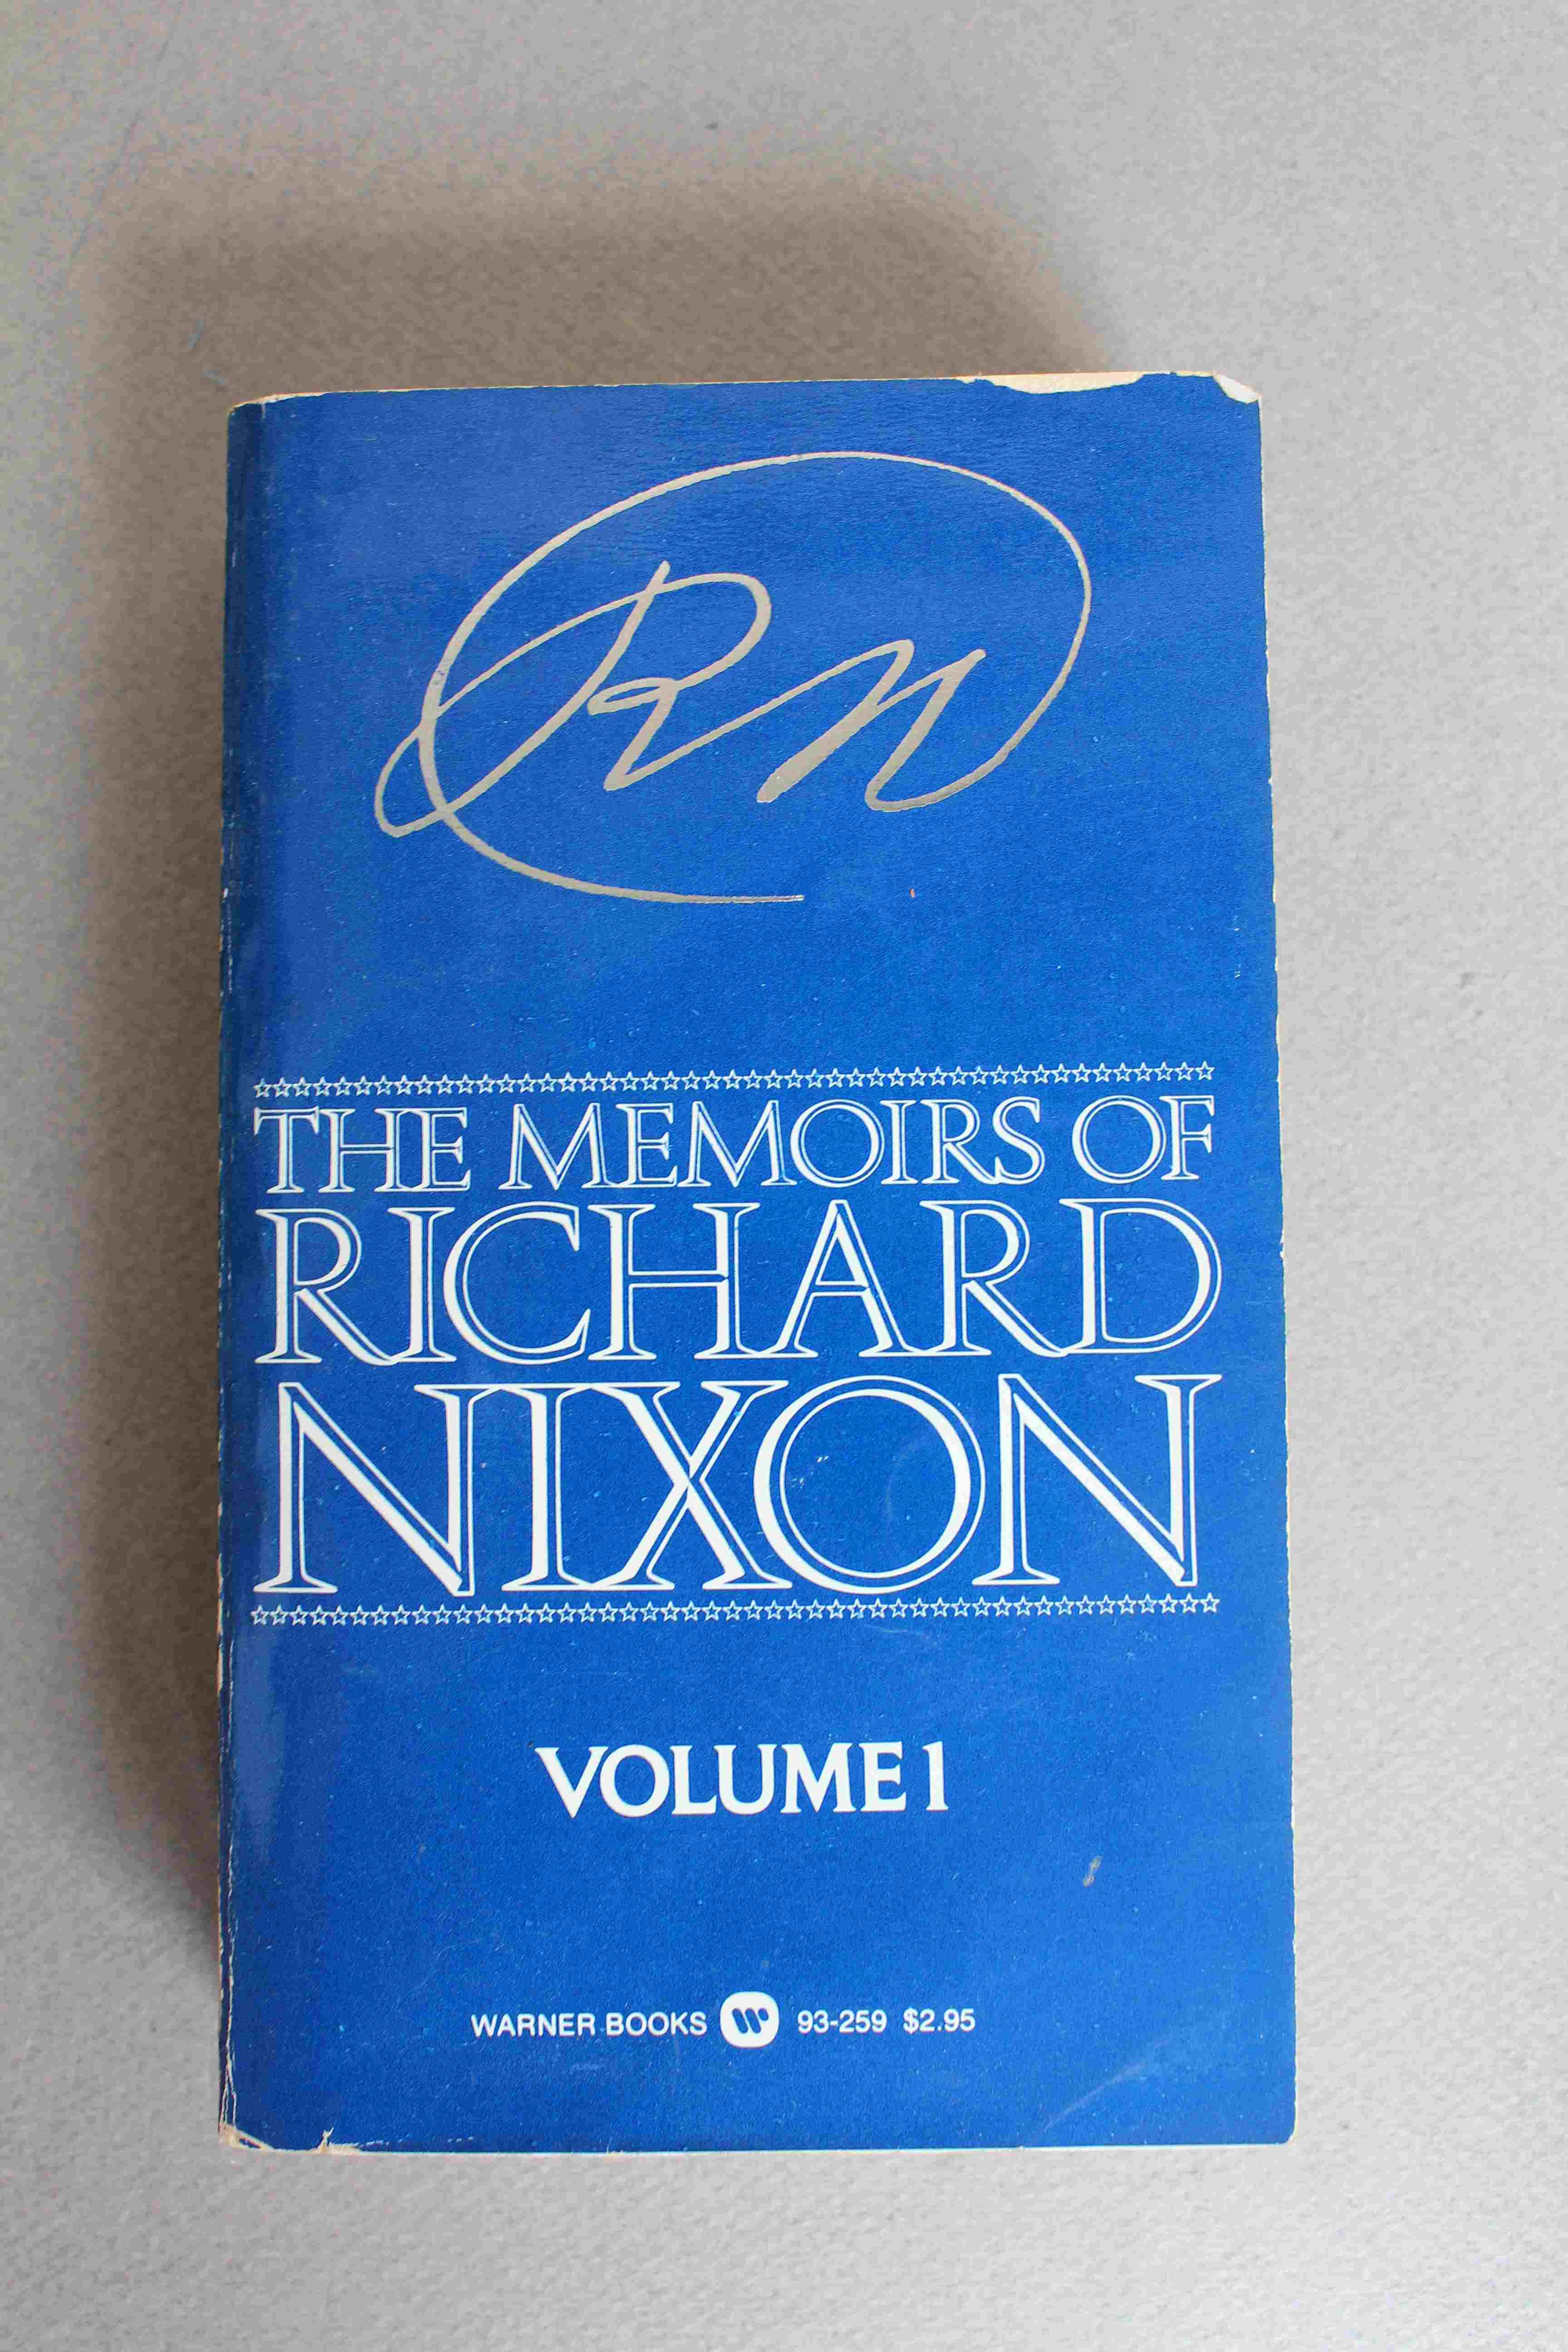 RN
THE MEMOIRS OF
RICHARD
NIXON
VOLUME 1
WARNER BOOKS W 93-259 $2.95